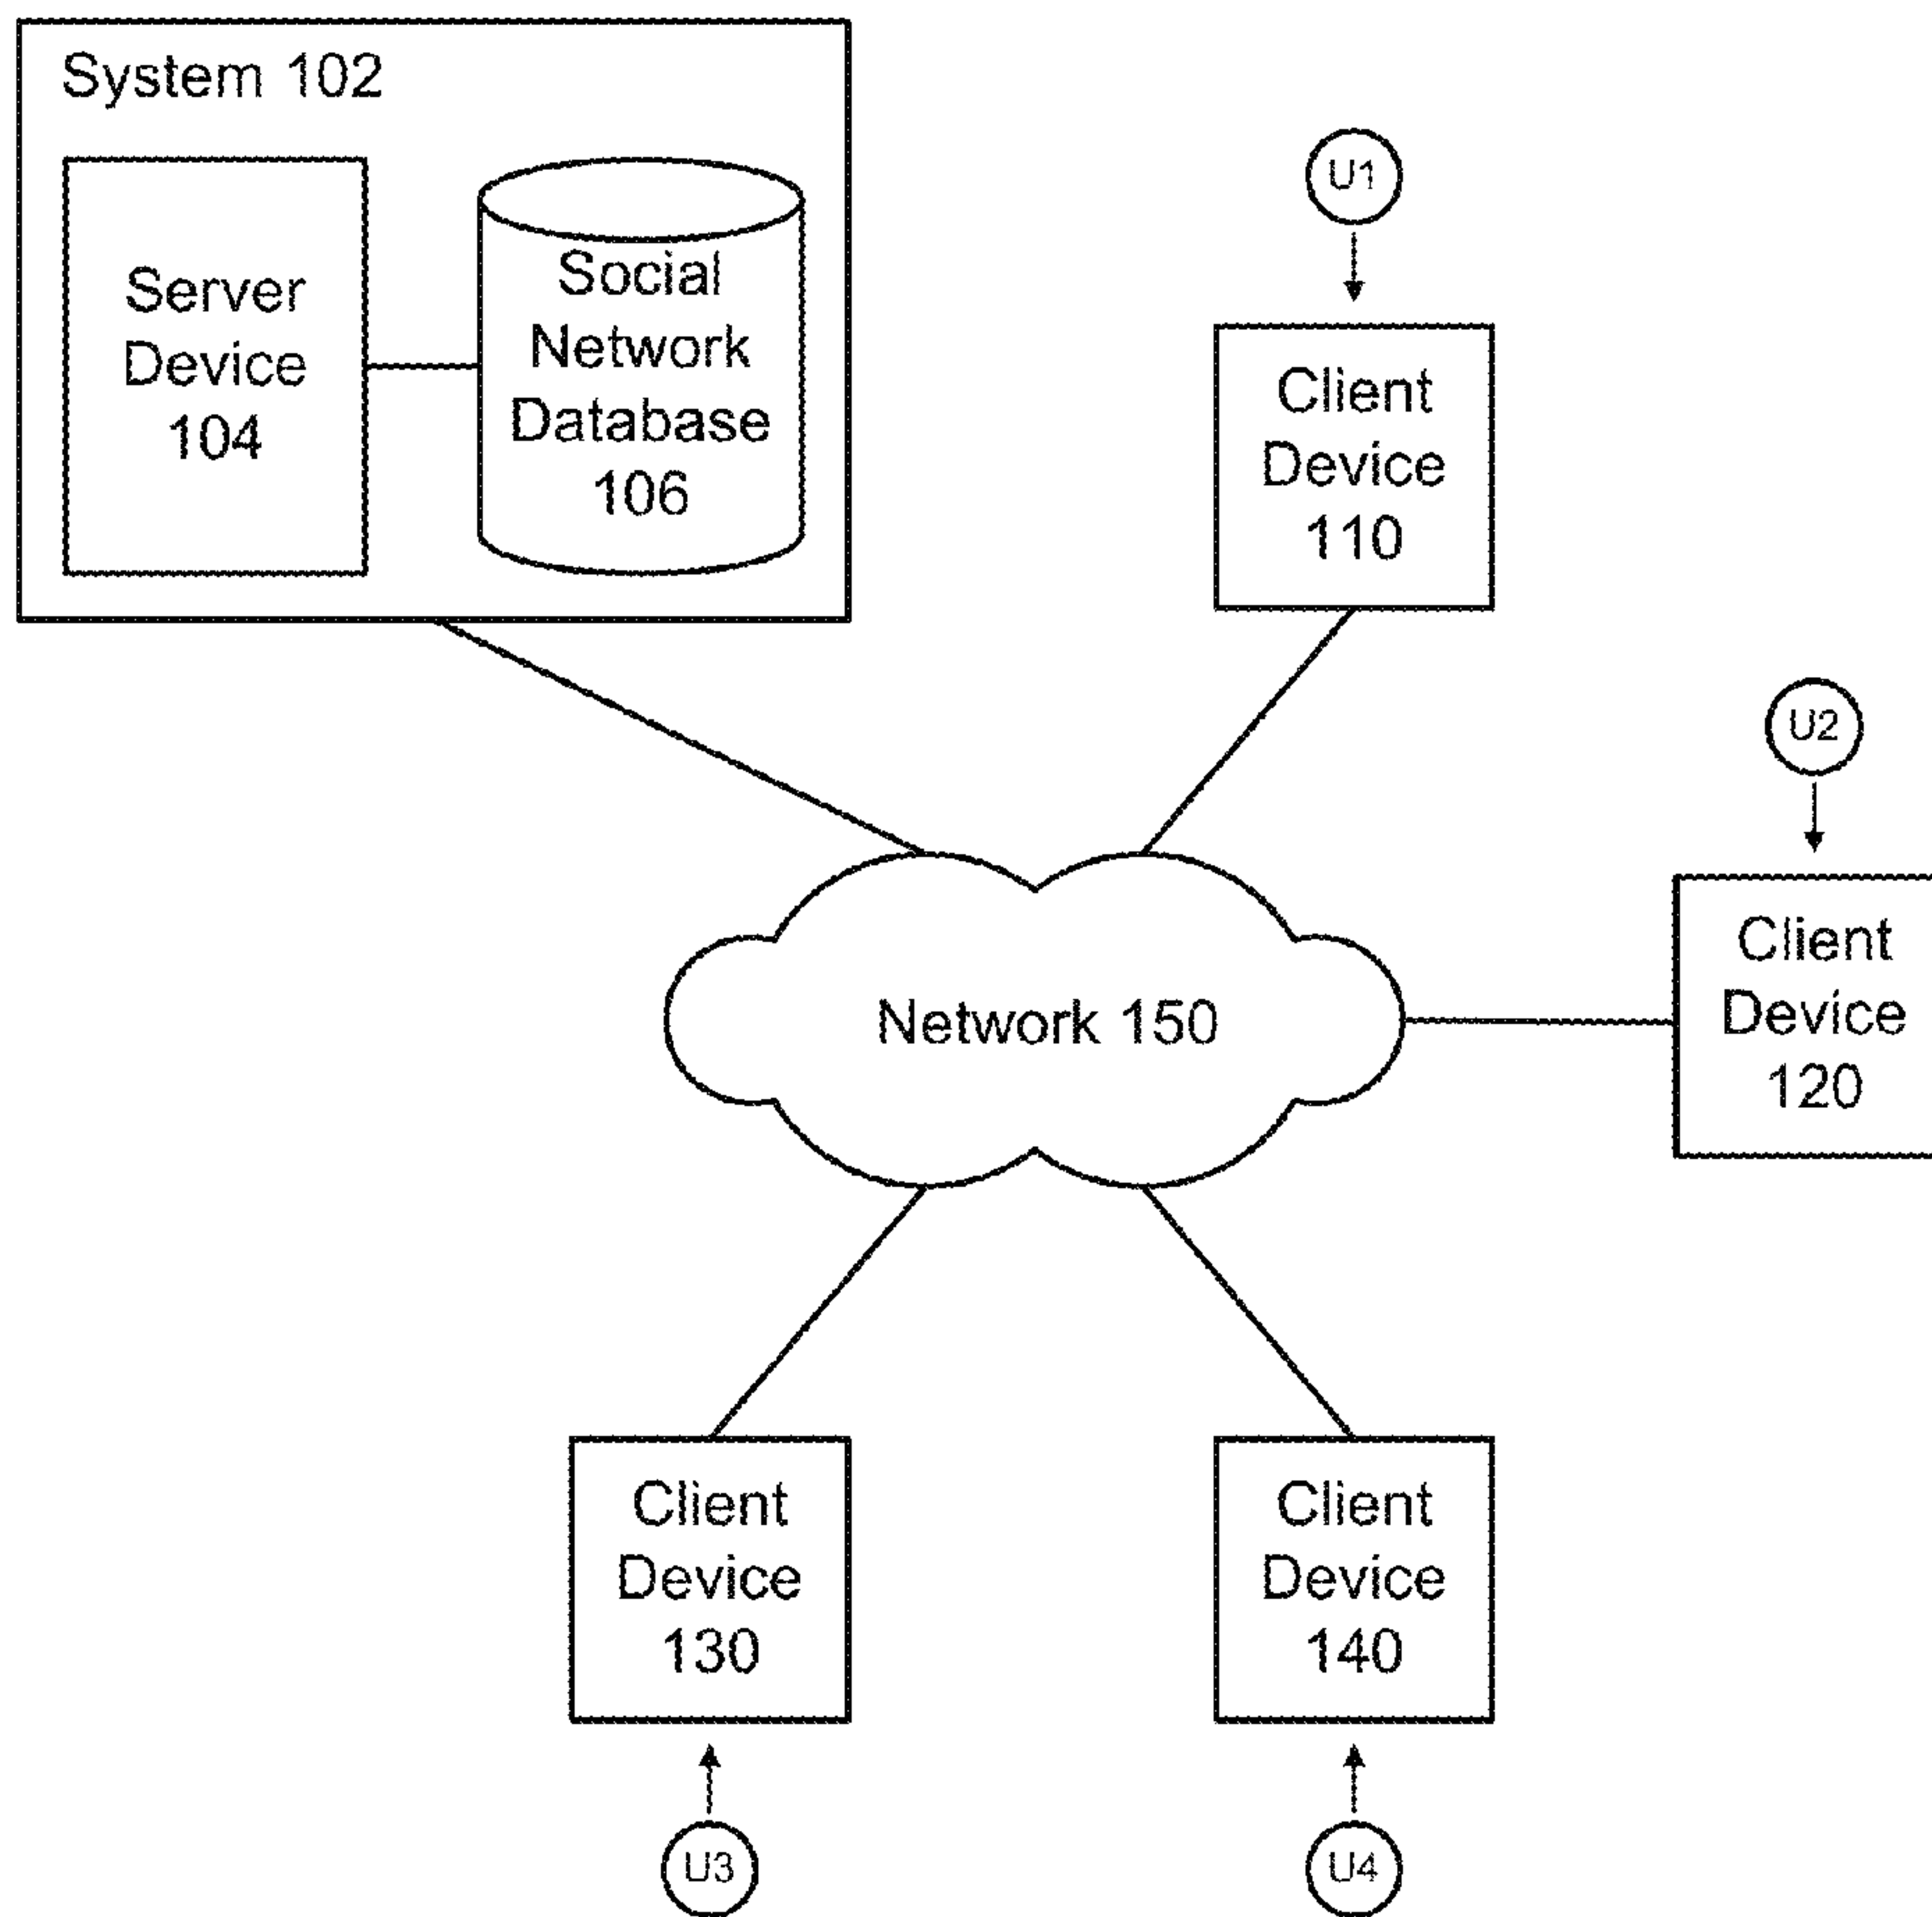 System 102
Server
Device
104
Social
Network
Database
106
U1
Client
Device
110
U2
Client
Device
120
Network 150
Client
Device
130
Client
Device
140
U3
U4